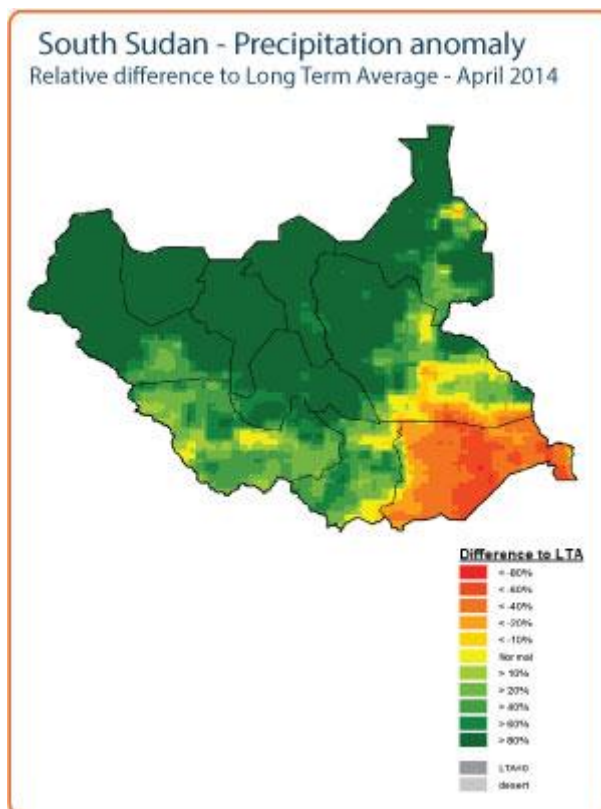 South Sudan - Precipitation anomaly
Relative difference to Long Term Average - April 2014
Difference to LTA
< -80%
< -60%
< -40%
< -20%
< -10%
Normal
> 10%
> 20%
> 40%
> 60%
> 80%
LTA=0
desert